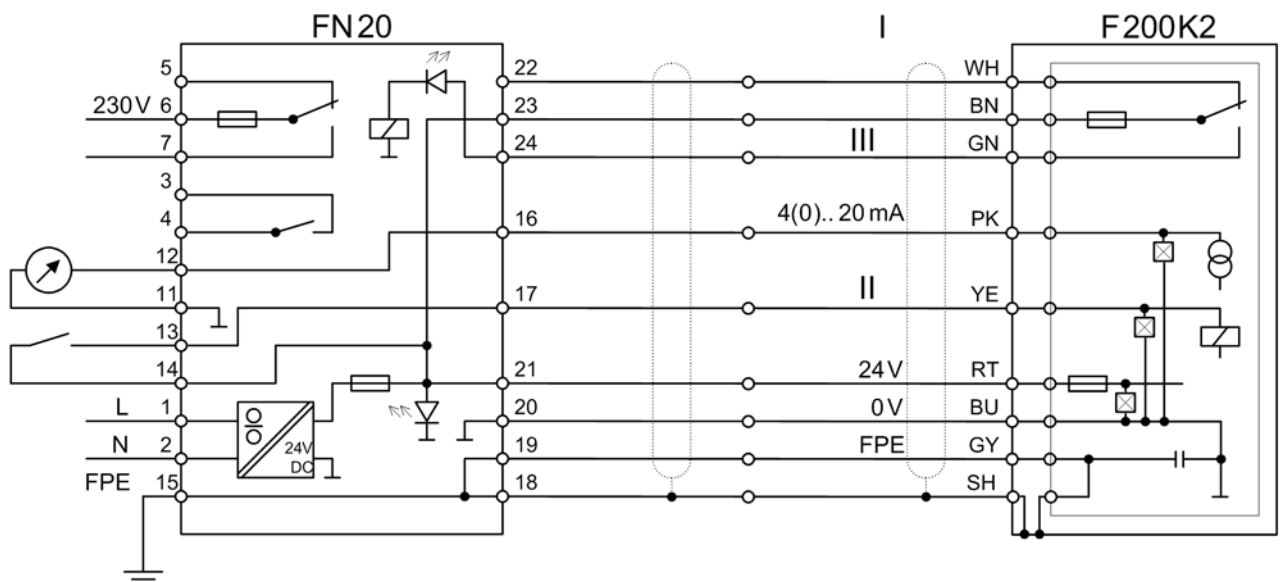 FN20 I F200K2
5 22 WH
230V 6 23 BN
7 24 III GN
3
4 16 4(0)..20mA PK
12
11 17 II YE
13
14 21 24V RT
L 1 20 0V BU
N 2 24V DC 19 FPE GY
FPE 15 18 SH